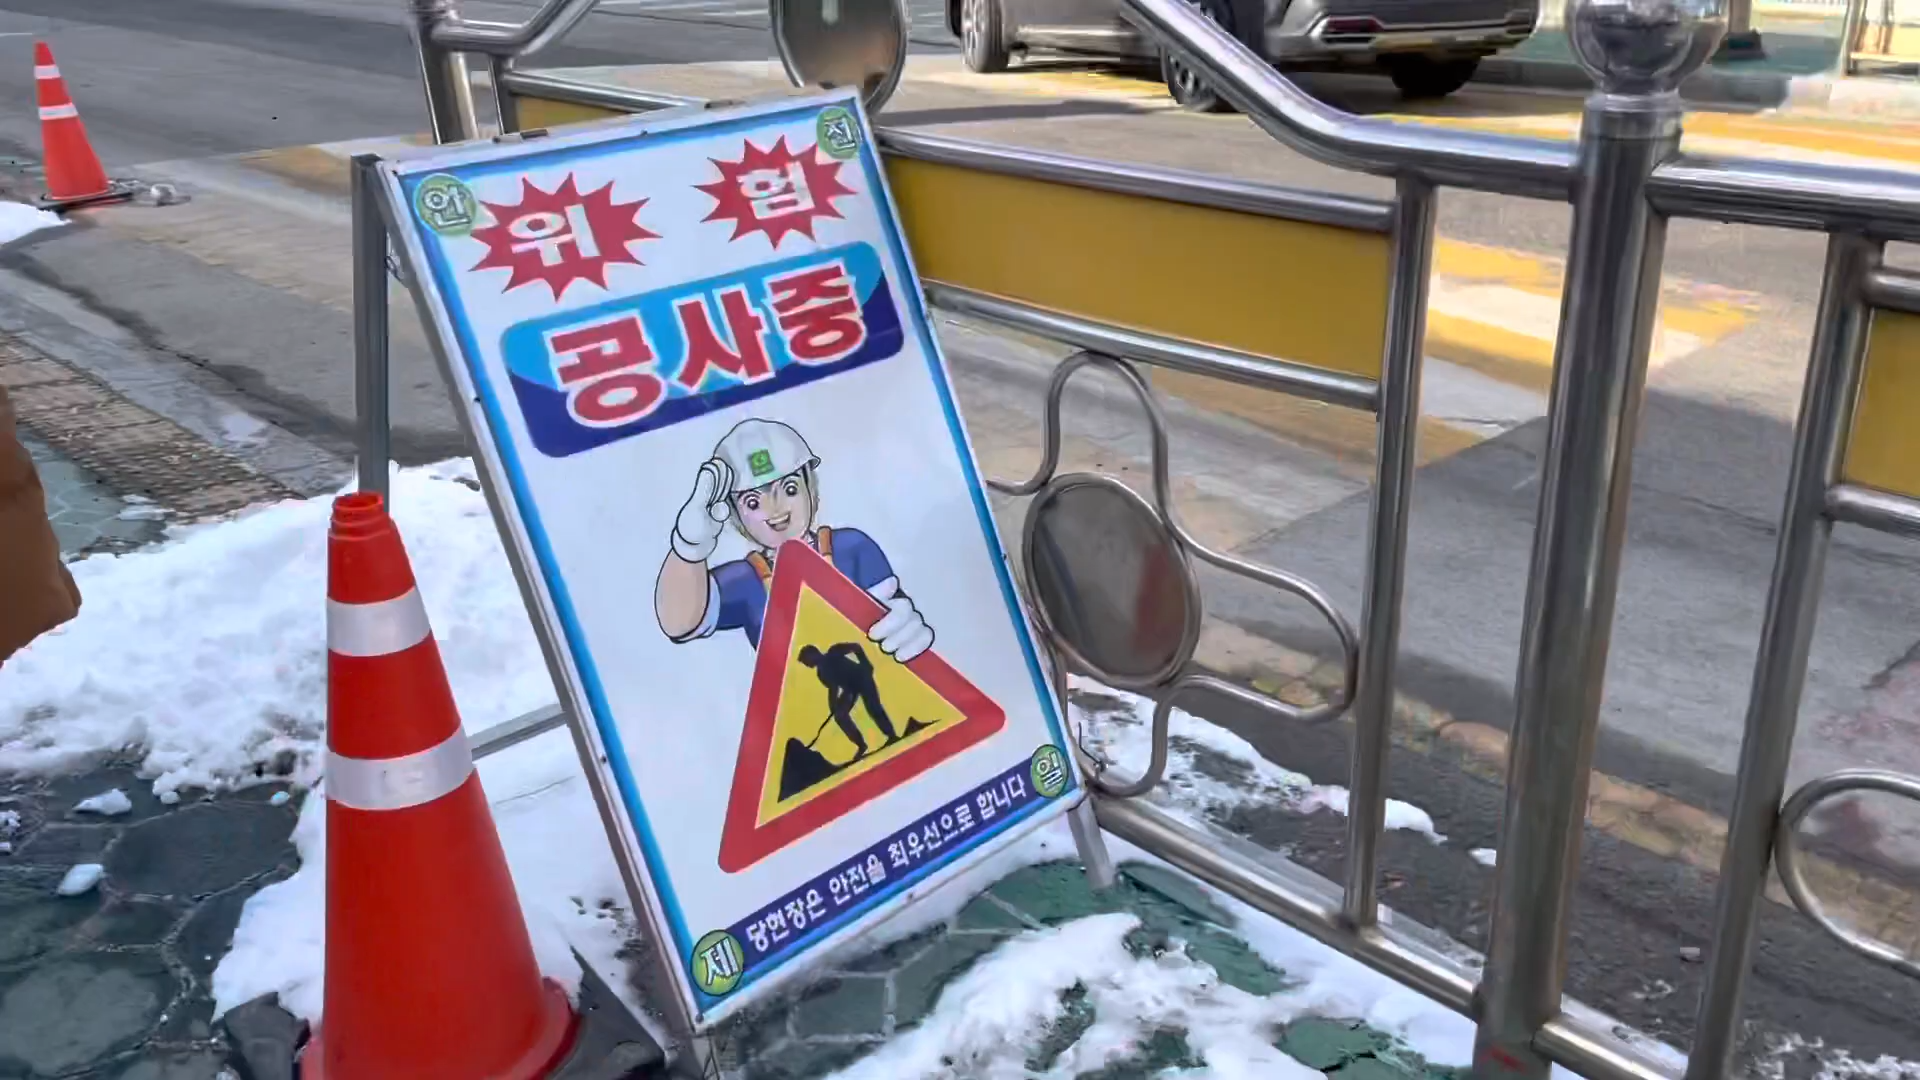 안 전
위 험
공사중
당현장은 안전을 최우선으로 합니다
제 일